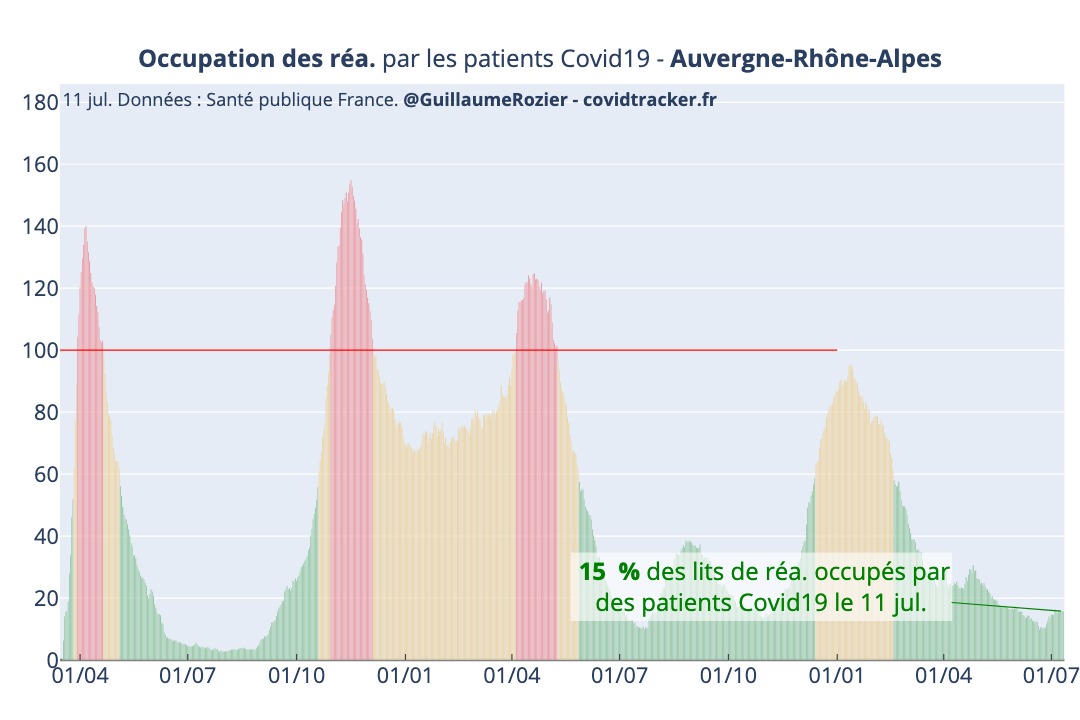 Occupation des réa. par les patients Covid19 - Auvergne-Rhône-Alpes
11 jul. Données : Santé publique France. @GuillaumeRozier - covidtracker.fr
180
160
140
120
100
80
60
40
20
0
15 % des lits de réa. occupés par
des patients Covid19 le 11 jul.
01/04 01/07 01/10 01/01 01/04 01/07 01/10 01/01 01/04 01/07